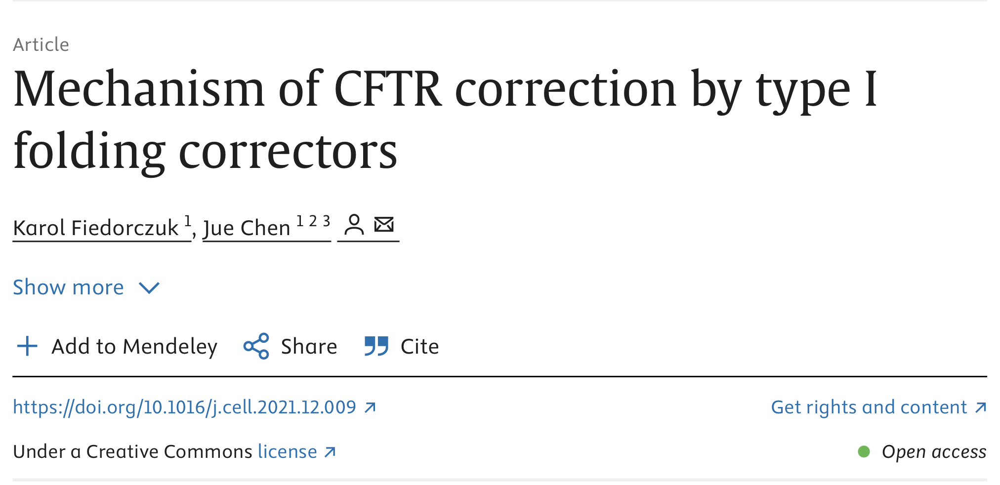 Article
Mechanism of CFTR correction by type I
folding correctors
Karol Fiedorczuk 1, Jue Chen 1 2 3
Show more
Add to Mendeley Share Cite
https://doi.org/10.1016/j.cell.2021.12.009 Get rights and content
Under a Creative Commons license Open access